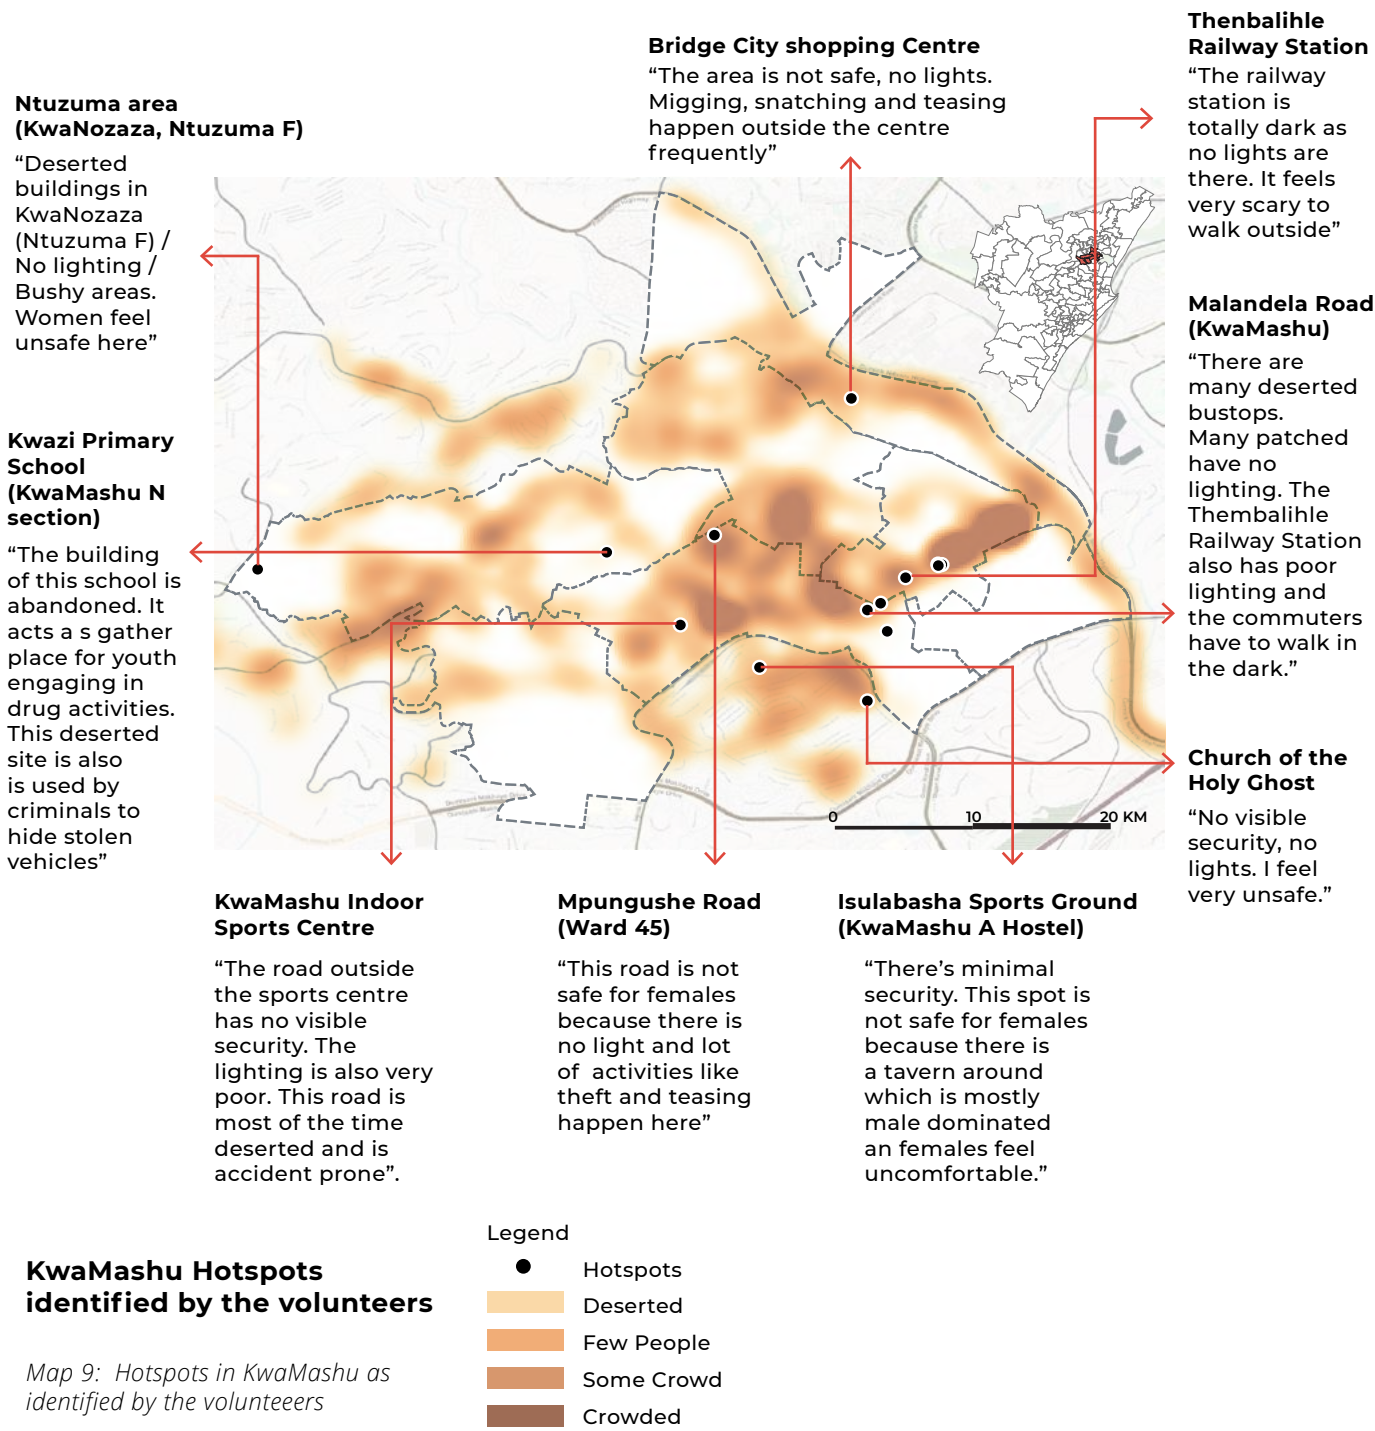 Thenbalihle
Railway Station
“The railway
station is
totally dark as
no lights are
there. It feels
very scary to
walk outside”
Bridge City shopping Centre
“The area is not safe, no lights.
Migging, snatching and teasing
happen outside the centre
frequently”
Ntuzuma area
(KwaNozaza, Ntuzuma F)
“Deserted
buildings in
KwaNozaza
(Ntuzuma F) /
No lighting /
Bushy areas.
Women feel
unsafe here”
Malandela Road
(KwaMashu)
“There are
many deserted
bustops.
Many patched
have no
lighting. The
Thembalihle
Railway Station
also has poor
lighting and
the commuters
have to walk in
the dark.”
Kwazi Primary
School
(KwaMashu N
section)
“The building
of this school is
abandoned. It
acts a s gather
place for youth
engaging in
drug activities.
This deserted
site is also
is used by
criminals to
hide stolen
vehicles”
Church of the
Holy Ghost
“No visible
security, no
lights. I feel
very unsafe.”
0 10 20 KM
KwaMashu Indoor
Sports Centre
“The road outside
the sports centre
has no visible
security. The
lighting is also very
poor. This road is
most of the time
deserted and is
accident prone”.
Mpungushe Road
(Ward 45)
“This road is not
safe for females
because there is
no light and lot
of  activities like
theft and teasing
happen here”
Isulabasha Sports Ground
(KwaMashu A Hostel)
“There’s minimal
security. This spot is
not safe for females
because there is
a tavern around
which is mostly
male dominated
an females feel
uncomfortable.”
KwaMashu Hotspots
identified by the volunteers
Map 9:  Hotspots in KwaMashu as
identified by the volunteeers
Legend
Hotspots
Deserted
Few People
Some Crowd
Crowded